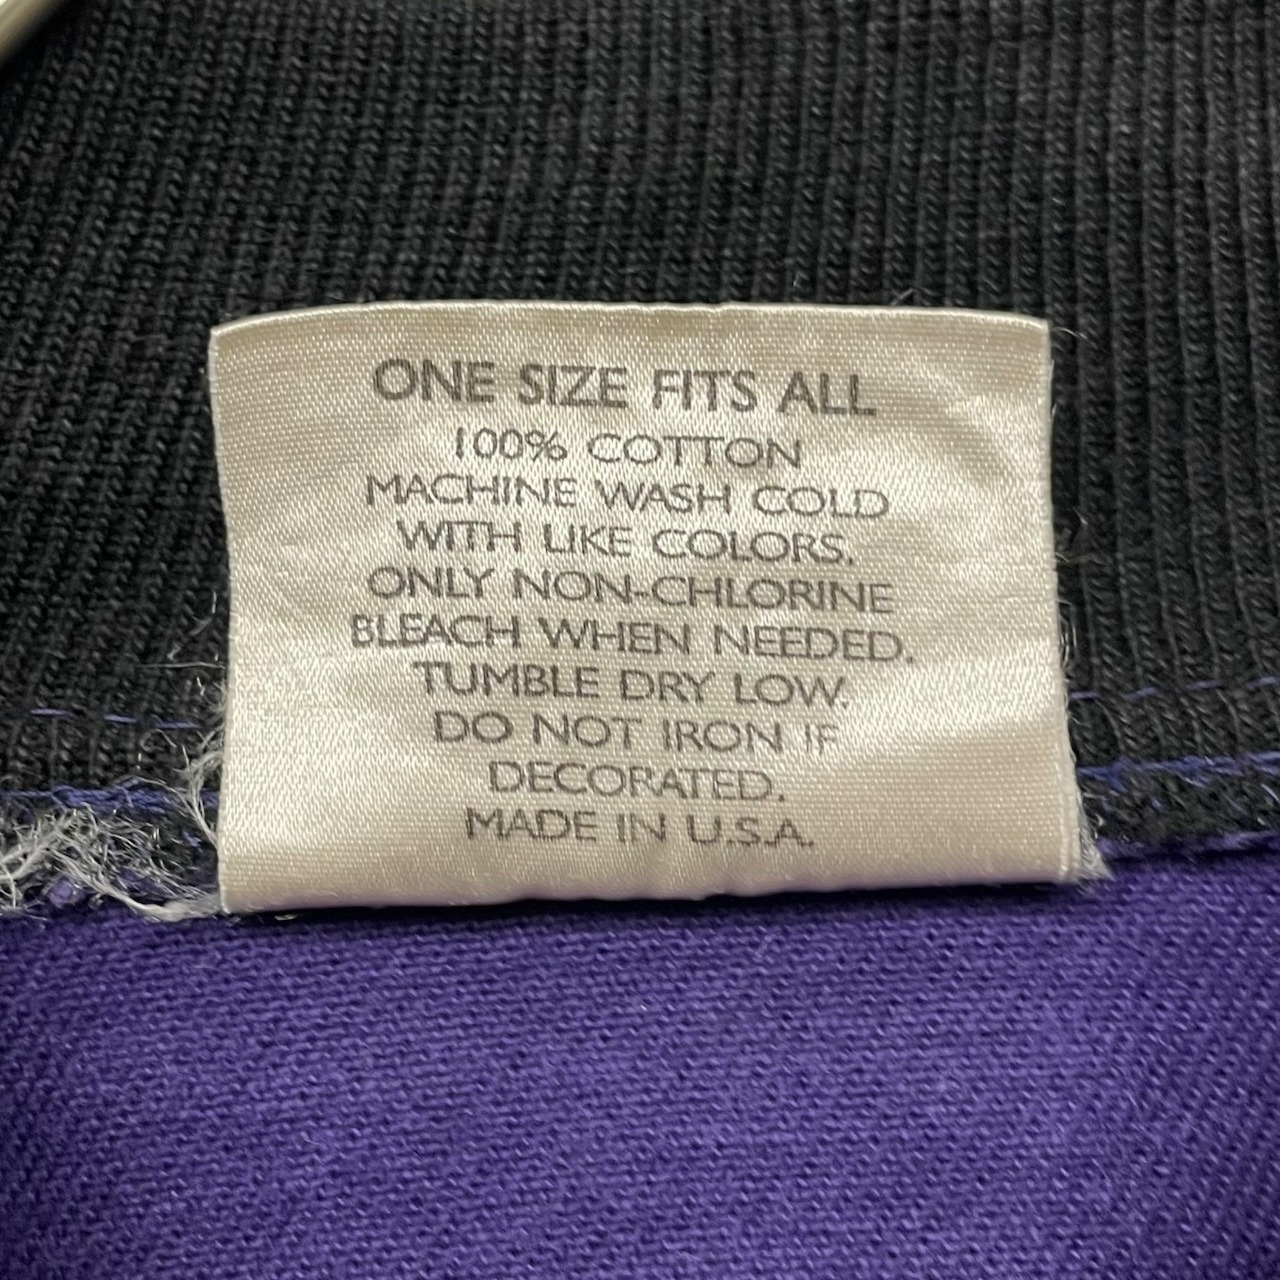 ONE SIZE FITS ALL
100% COTTON
MACHINE WASH COLD
WITH LIKE COLORS.
ONLY NON-CHLORINE
BLEACH WHEN NEEDED.
TUMBLE DRY LOW.
DO NOT IRON IF
DECORATED.
MADE IN U.S.A.